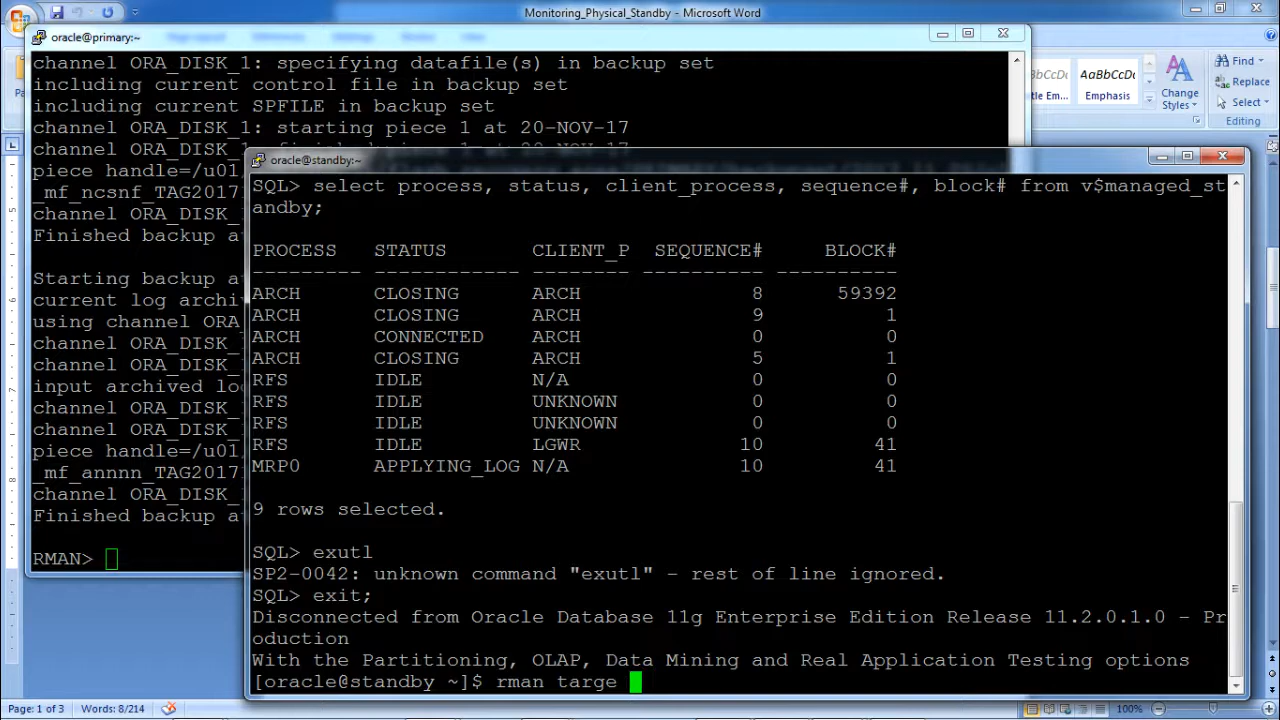 Monitoring_Physical_Standby - Microsoft Word
oracle@primary:~
channel ORA_DISK_1: specifying datafile(s) in backup set
including current control file in backup set
including current SPFILE in backup set
channel ORA_DISK_1: starting piece 1 at 20-NOV-17
channel ORA_DISK_1:
piece handle=/u01
_mf_ncsnf_TAG2017
channel ORA_DISK_1
Finished backup a
Starting backup a
current log archi
using channel ORA
channel ORA_DISK_
channel ORA_DISK_
input archived lo
channel ORA_DISK_
channel ORA_DISK_
piece handle=/u01
_mf_annnn_TAG2017
channel ORA_DISK_
Finished backup a
RMAN>
oracle@standby:~
SQL> select process, status, client_process, sequence#, block# from v$managed_st
andby;
PROCESS STATUS CLIENT_P SEQUENCE# BLOCK#
--------- ------------ -------- ---------- ----------
ARCH CLOSING ARCH 8 59392
ARCH CLOSING ARCH 9 1
ARCH CONNECTED ARCH 0 0
ARCH CLOSING ARCH 5 1
RFS IDLE N/A 0 0
RFS IDLE UNKNOWN 0 0
RFS IDLE UNKNOWN 0 0
RFS IDLE LGWR 10 41
MRP0 APPLYING_LOG N/A 10 41
9 rows selected.
SQL> exutl
SP2-0042: unknown command "exutl" - rest of line ignored.
SQL> exit;
Disconnected from Oracle Database 11g Enterprise Edition Release 11.2.0.1.0 - Pr
oduction
With the Partitioning, OLAP, Data Mining and Real Application Testing options
[oracle@standby ~]$ rman targe
AaBbCcDc
Emphasis
Change
Styles
Find
Replace
Select
Editing
Page: 1 of 3 Words: 8/214
100%